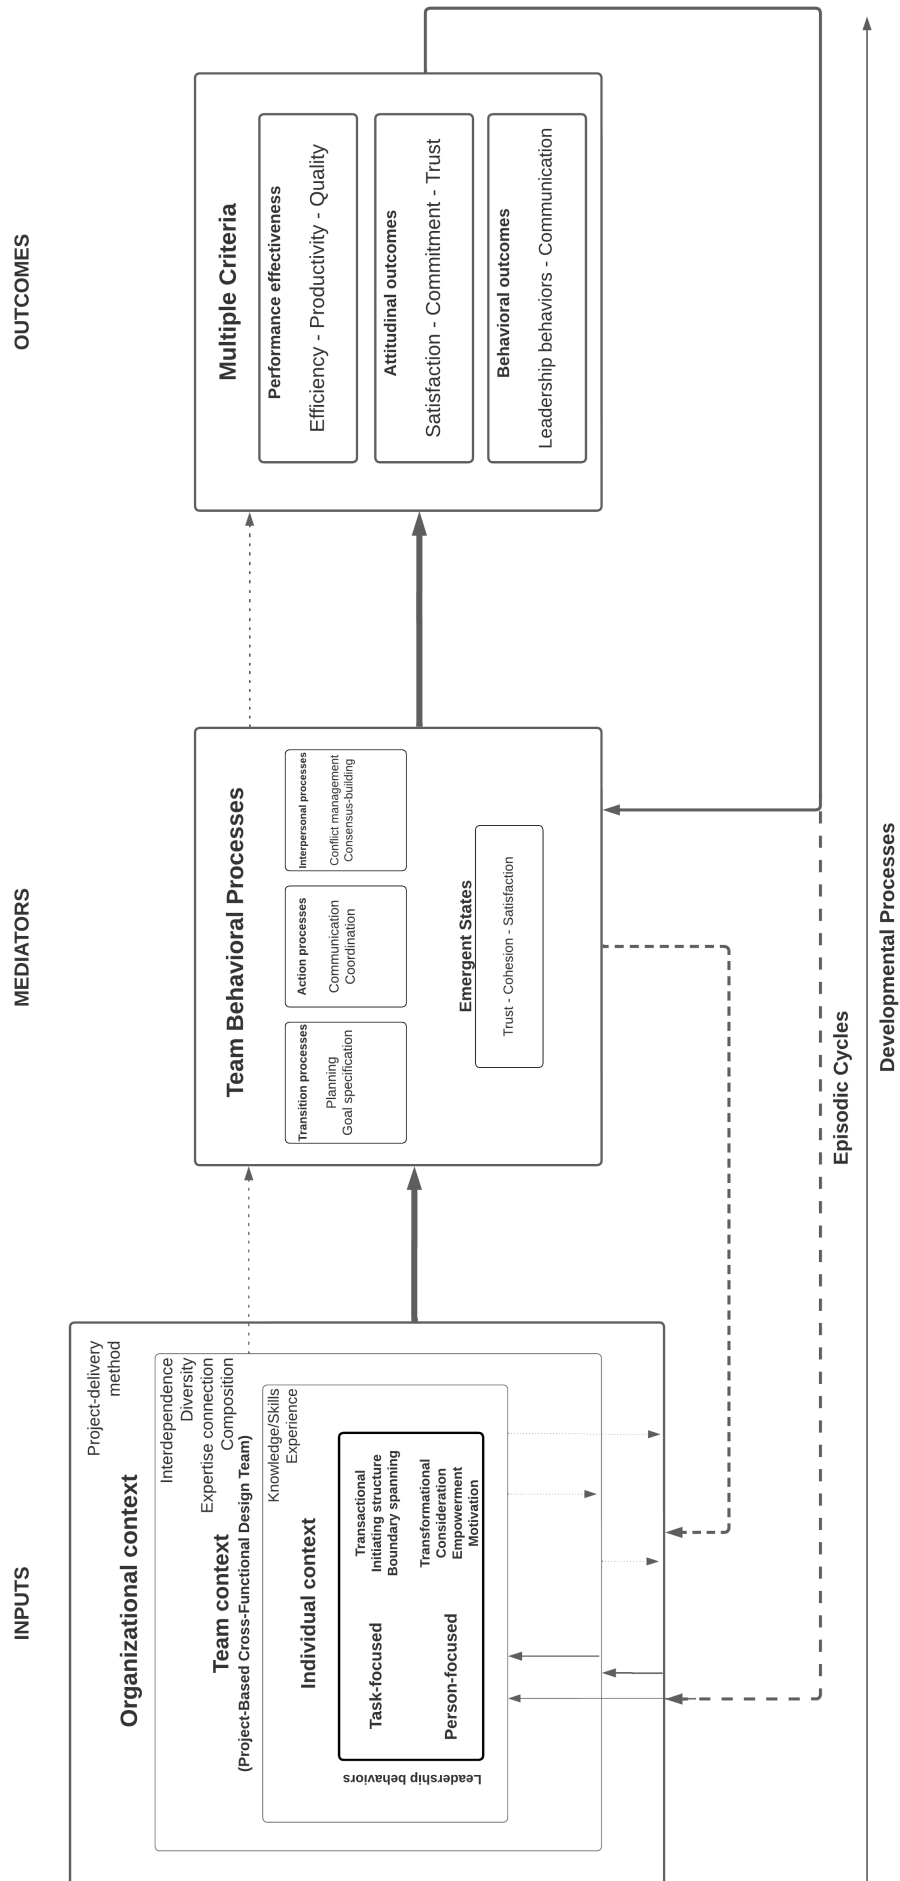 INPUTS
MEDIATORS
OUTCOMES
Organizational context
Project-delivery
method
Team context
(Project-Based Cross-Functional Design Team)
Interdependence
Diversity
Expertise connection
Composition
Individual context
Knowledge/Skills
Experience
Leadership behaviors
Task-focused
Transactional
Initiating structure
Boundary spanning
Person-focused
Transformational
Consideration
Empowerment
Motivation
Team Behavioral Processes
Transition processes
Planning
Goal specification
Action processes
Communication
Coordination
Interpersonal processes
Conflict management
Consensus-building
Emergent States
Trust - Cohesion - Satisfaction
Multiple Criteria
Performance effectiveness
Efficiency - Productivity - Quality
Attitudinal outcomes
Satisfaction - Commitment - Trust
Behavioral outcomes
Leadership behaviors - Communication
Episodic Cycles
Developmental Processes